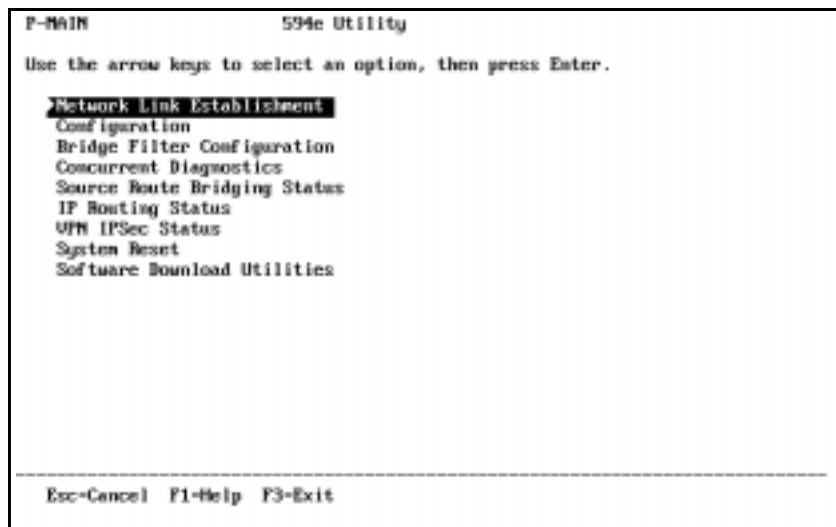 P-MAIN 594e Utility
Use the arrow keys to select an option, then press Enter.
Network Link Establishment
Configuration
Bridge Filter Configuration
Concurrent Diagnostics
Source Route Bridging Status
IP Routing Status
VPN IPSec Status
System Reset
Software Download Utilities
Esc=Cancel F1=Help F3=Exit